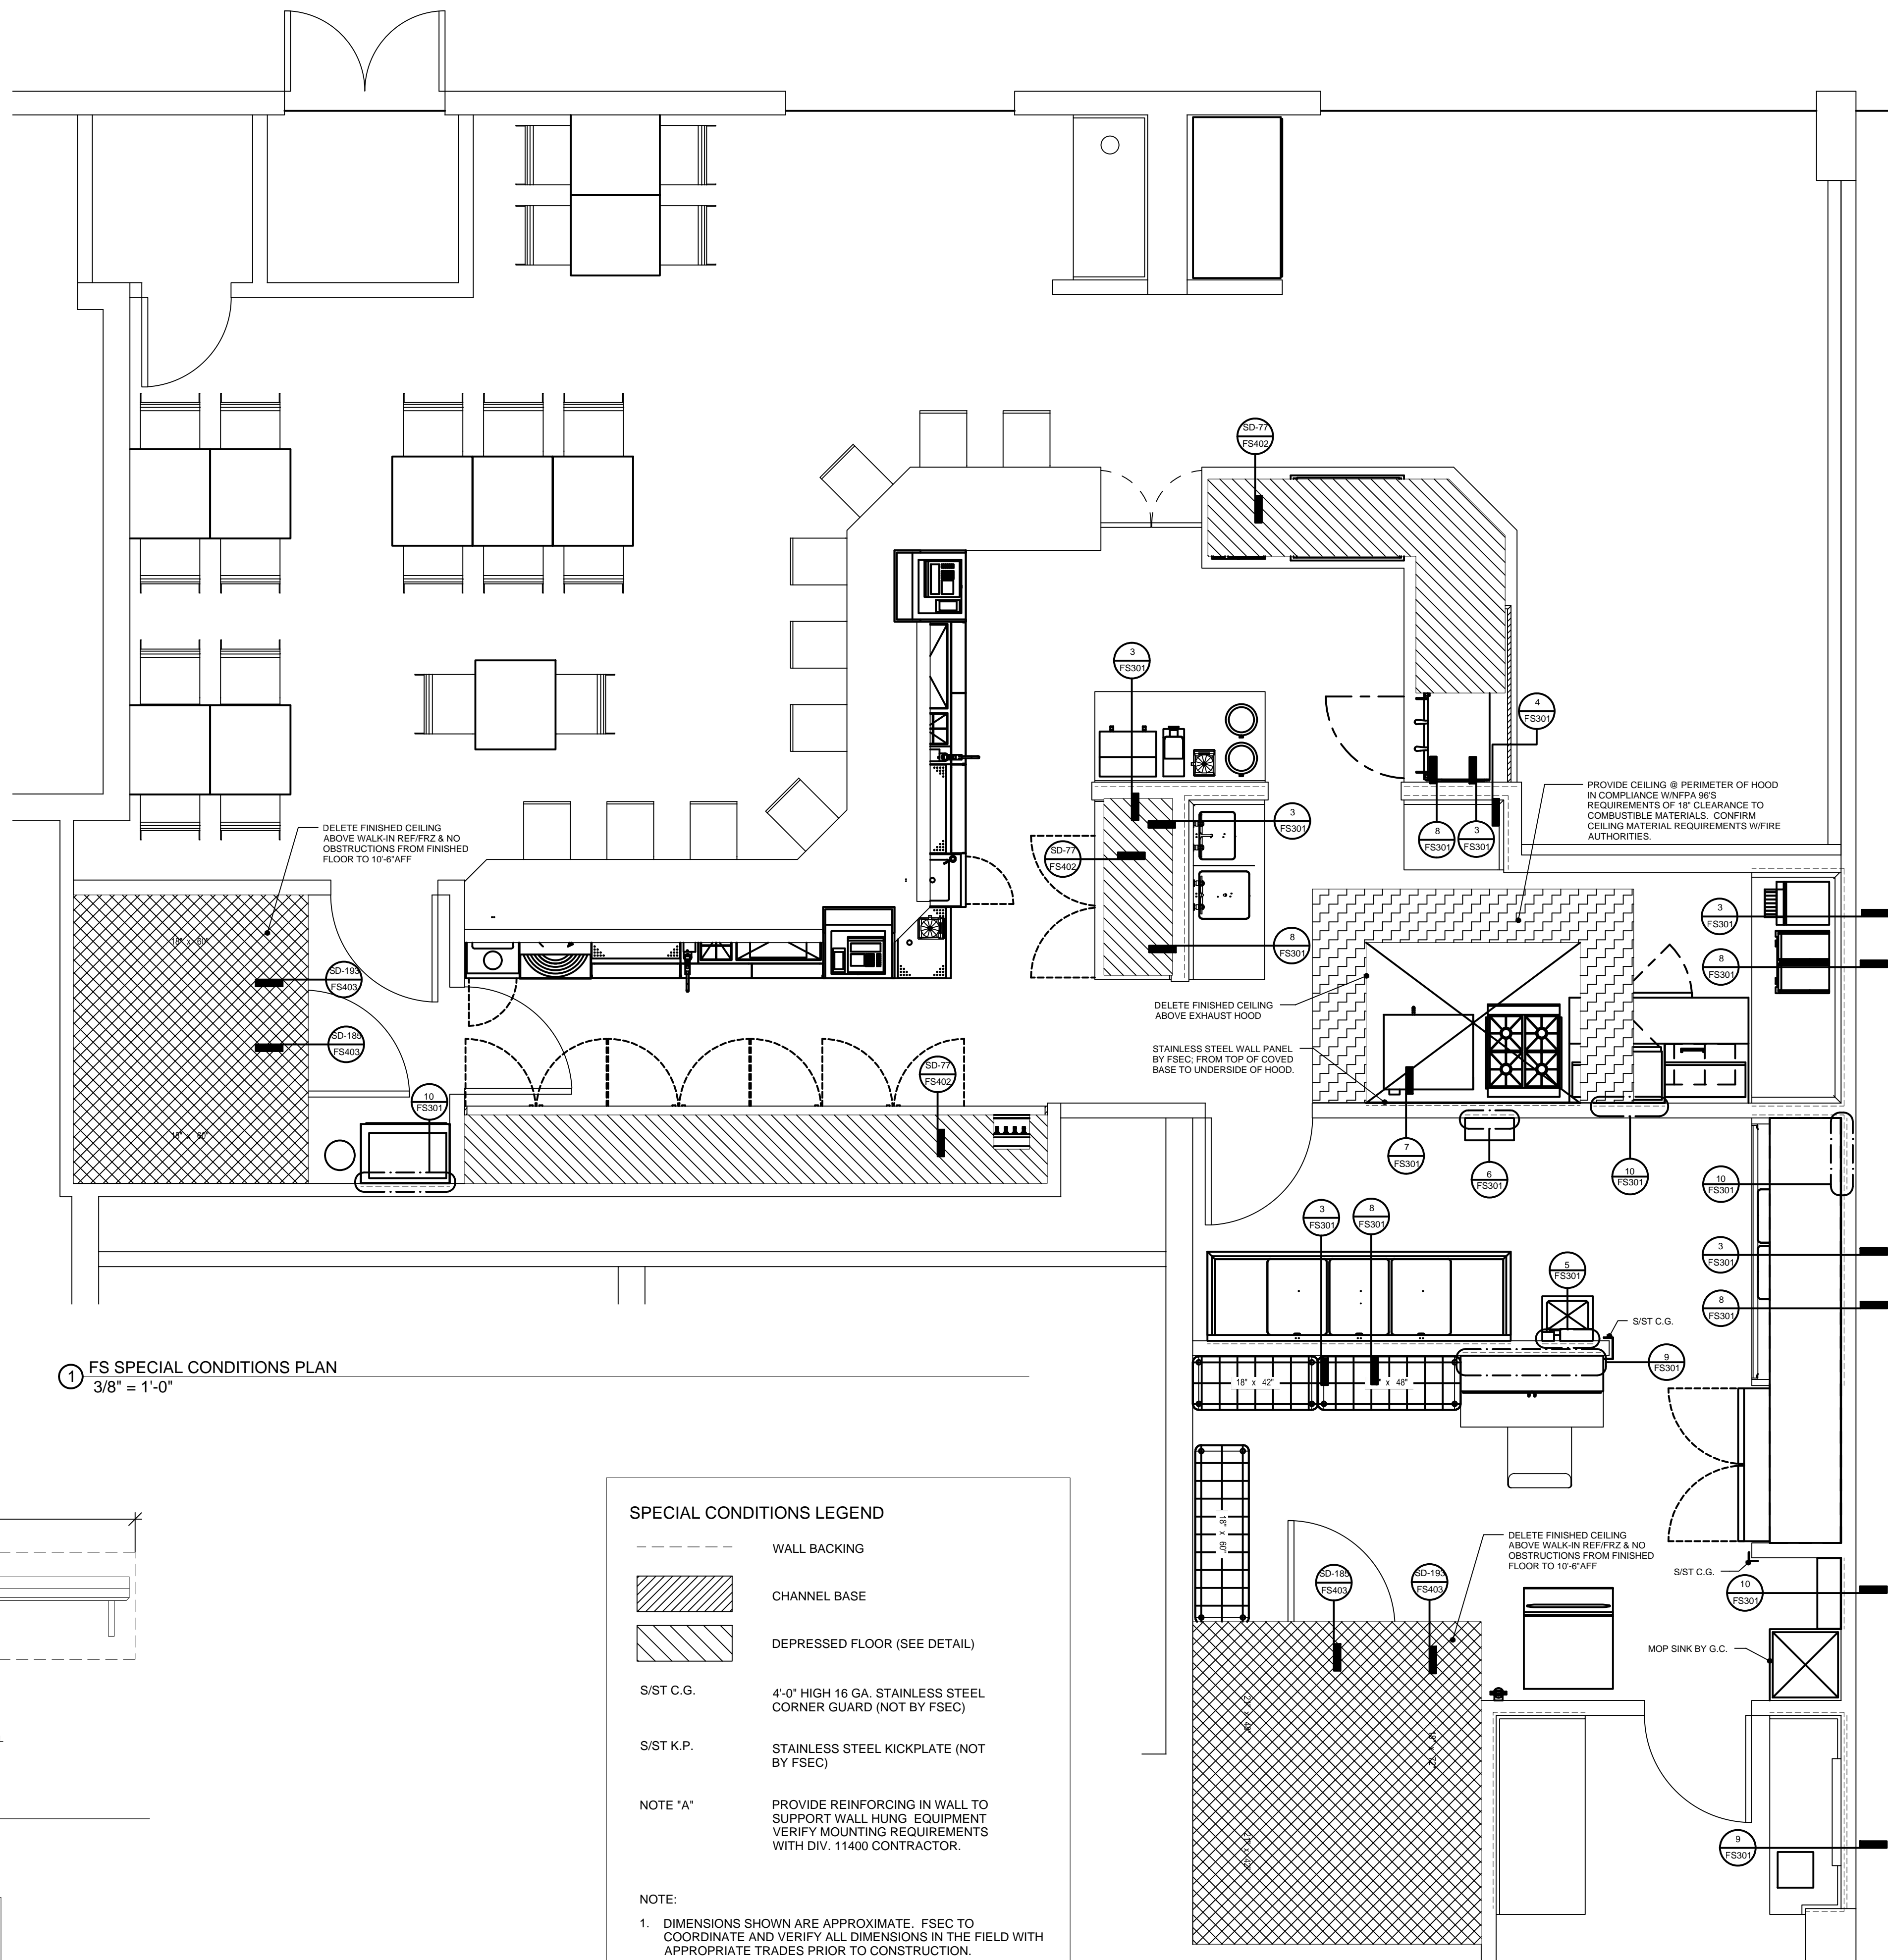 SD-77
FS402
3
FS301
4
FS301
PROVIDE CEILING @ PERIMETER OF HOOD
IN COMPLIANCE W/NFPA 96'S
REQUIREMENTS OF 18" CLEARANCE TO
COMBUSTIBLE MATERIALS. CONFIRM
CEILING MATERIAL REQUIREMENTS W/FIRE
AUTHORITIES.
3
FS301
8
FS301
3
FS301
DELETE FINISHED CEILING
ABOVE WALK-IN REF/FRZ & NO
OBSTRUCTIONS FROM FINISHED
FLOOR TO 10'-6"AFF
SD-77
FS402
3
FS301
18" x 60"
8
FS301
8
FS301
SD-193
FS403
DELETE FINISHED CEILING
ABOVE EXHAUST HOOD
SD-185
FS403
STAINLESS STEEL WALL PANEL
BY FSEC; FROM TOP OF COVED
BASE TO UNDERSIDE OF HOOD.
SD-77
FS402
10
FS301
18" x 60"
7
FS301
6
FS301
10
FS301
10
FS301
3
FS301
8
FS301
3
FS301
5
FS301
8
FS301
S/ST C.G.
9
FS301
18" x 42"
" x 48"
1
FS SPECIAL CONDITIONS PLAN
3/8" = 1'-0"
18" x 60"
DELETE FINISHED CEILING
ABOVE WALK-IN REF/FRZ & NO
OBSTRUCTIONS FROM FINISHED
FLOOR TO 10'-6"AFF
S/ST C.G.
SD-185
FS403
SD-193
FS403
10
FS301
MOP SINK BY G.C.
21" x 48"
18" x 72"
21" x 42"
9
FS301
SPECIAL CONDITIONS LEGEND
WALL BACKING
CHANNEL BASE
DEPRESSED FLOOR (SEE DETAIL)
S/ST C.G. 4'-0" HIGH 16 GA. STAINLESS STEEL
CORNER GUARD (NOT BY FSEC)
S/ST K.P. STAINLESS STEEL KICKPLATE (NOT
BY FSEC)
NOTE "A" PROVIDE REINFORCING IN WALL TO
SUPPORT WALL HUNG EQUIPMENT
VERIFY MOUNTING REQUIREMENTS
WITH DIV. 11400 CONTRACTOR.
NOTE:
1. DIMENSIONS SHOWN ARE APPROXIMATE. FSEC TO
COORDINATE AND VERIFY ALL DIMENSIONS IN THE FIELD WITH
APPROPRIATE TRADES PRIOR TO CONSTRUCTION.